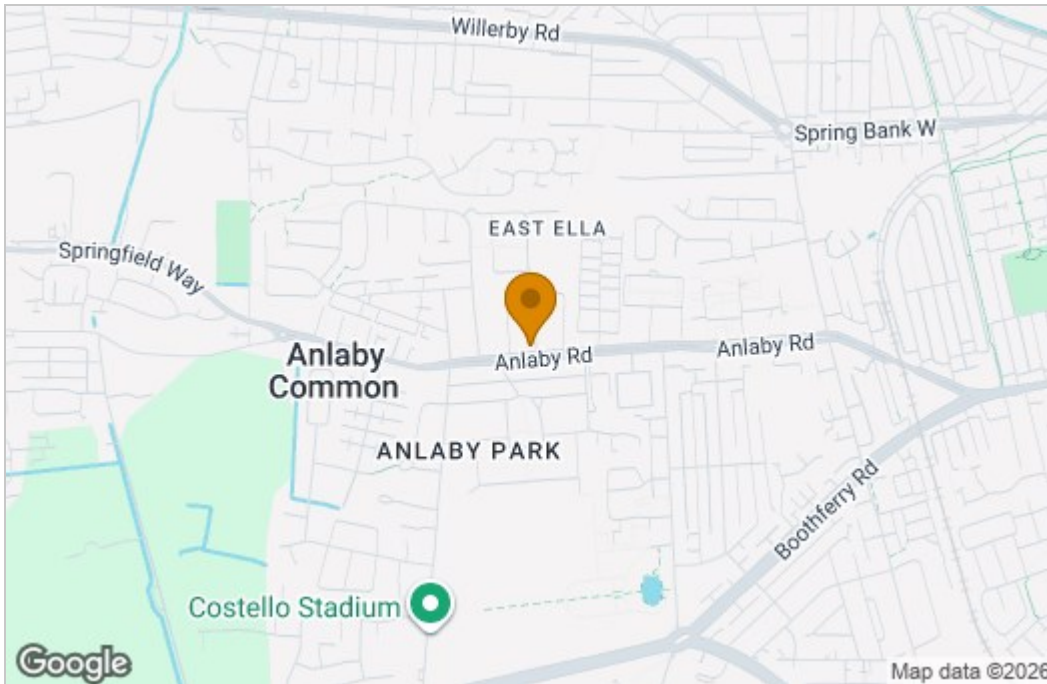 Willerby Rd
Spring Bank W
EAST ELLA
Springfield Way
Anlaby Rd
Anlaby Rd
Anlaby
Common
ANLABY PARK
Boothferry Rd
Costello Stadium
Google
Map data ©2026